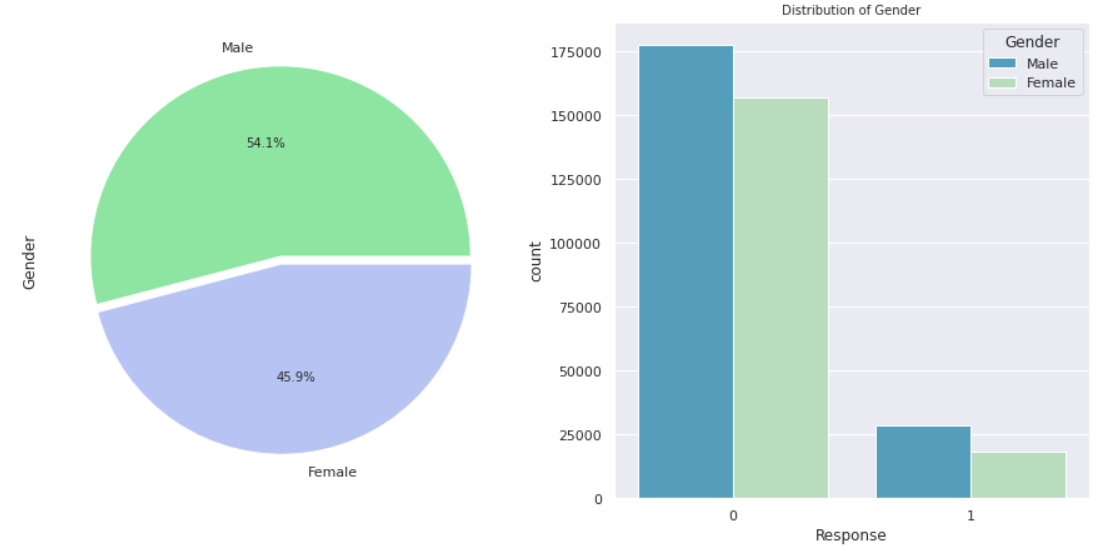 Male
54.1%
Gender
45.9%
Female
Distribution of Gender
Gender
Male
Female
175000
150000
125000
100000
75000
50000
25000
0
count
0 1
Response